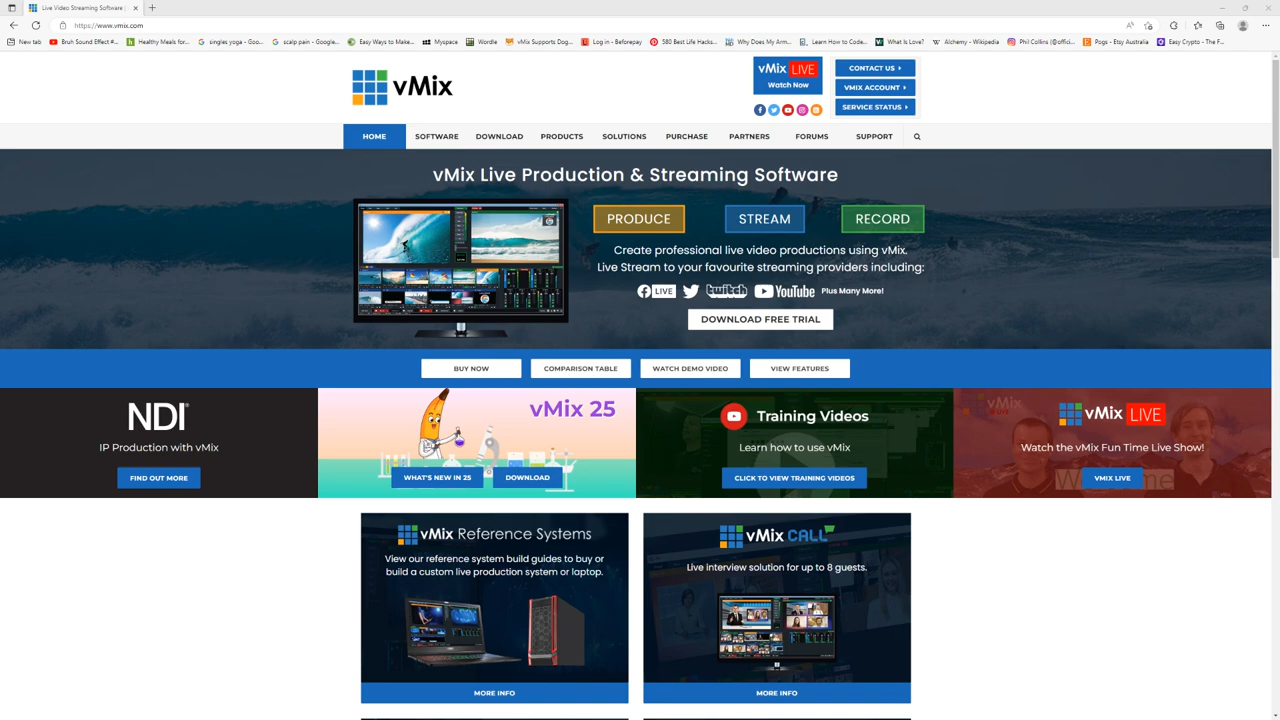 Live Video Streaming Software |
https://www.vmix.com
New tab
Bruh Sound Effect #...
Healthy Meals for...
singles yoga - Goo...
scalp pain - Google...
Easy Ways to Make...
Myspace
Wordle
vMix Supports Dog...
Log in - Beforepay
580 Best Life Hacks...
Why Does My Arm...
Learn How to Code...
What Is Love?
Alchemy - Wikipedia
Phil Collins (@offici...
Pogs - Etsy Australia
Easy Crypto - The F...
vMix
vMix LIVE
Watch Now
CONTACT US
VMIX ACCOUNT
SERVICE STATUS
HOME SOFTWARE DOWNLOAD PRODUCTS SOLUTIONS PURCHASE PARTNERS FORUMS SUPPORT
vMix Live Production & Streaming Software
PRODUCE STREAM RECORD
Create professional live video productions using vMix.
Live Stream to your favourite streaming providers including:
LIVE twitch YouTube Plus Many More!
DOWNLOAD FREE TRIAL
BUY NOW COMPARISON TABLE WATCH DEMO VIDEO VIEW FEATURES
NDI®
IP Production with vMix
FIND OUT MORE
vMix 25
WHAT'S NEW IN 25 DOWNLOAD
Training Videos
Learn how to use vMix
CLICK TO VIEW TRAINING VIDEOS
vMix LIVE
Watch the vMix Fun Time Live Show!
VMIX LIVE
vMix Reference Systems
View our reference system build guides to buy or
build a custom live production system or laptop.
MORE INFO
vMix CALL
Live interview solution for up to 8 guests.
MORE INFO